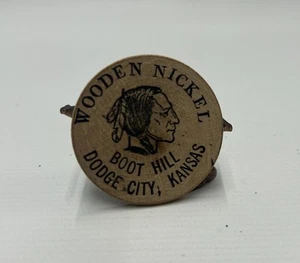 WOODEN NICKEL
BOOT HILL
DODGE CITY, KANSAS